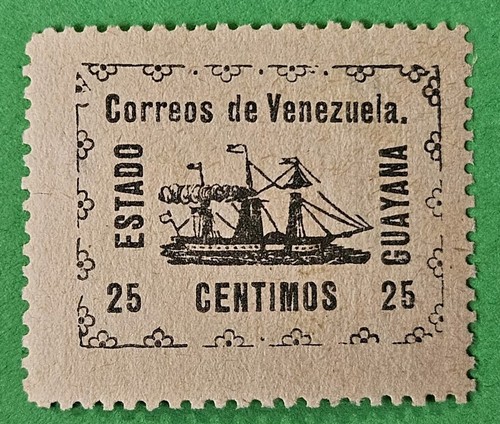 Correos de Venezuela.
ESTADO
GUAYANA
25 CENTIMOS 25